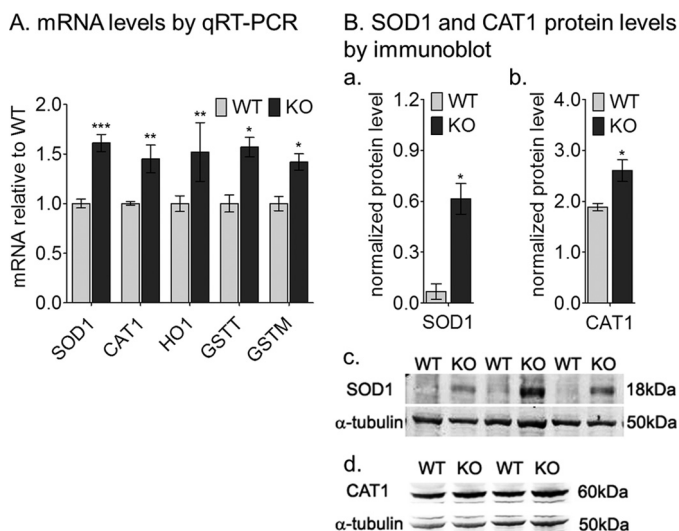 A. mRNA levels by qRT-PCR
mRNA relative to WT
2.0
1.5
1.0
0.5
0.0
WT KO
*** ** ** * *
SOD1 CAT1 HO1 GSTT GSTM
B. SOD1 and CAT1 protein levels
by immunoblot
a.
normalized protein level
1.2
0.9
0.6
0.3
0.0
WT
KO
*
SOD1
b.
normalized protein level
4.0
3.0
2.0
1.0
0.0
WT
KO
*
CAT1
c.
WT KO WT KO WT KO
SOD1 18kDa
α-tubulin 50kDa
d.
WT KO WT KO
CAT1 60kDa
α-tubulin 50kDa